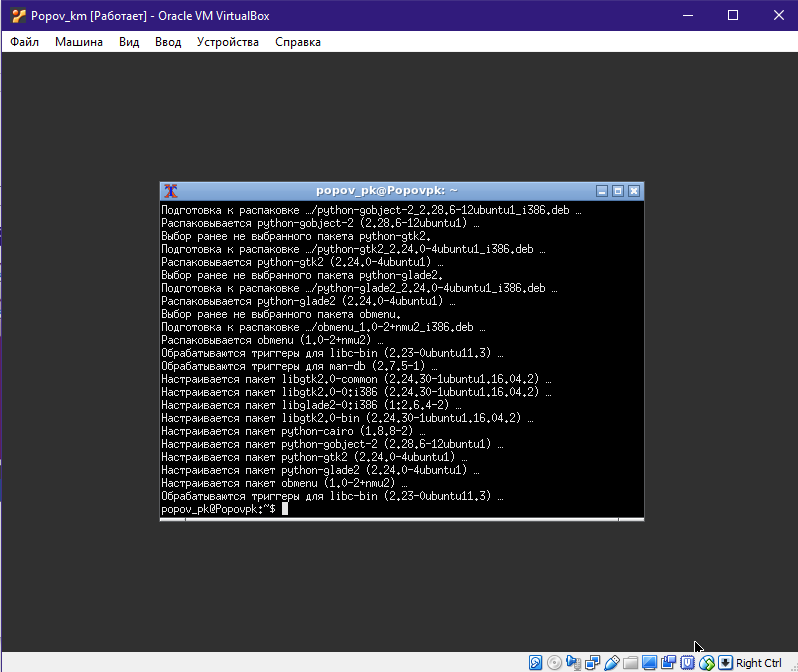 Popov_km [Работает] - Oracle VM VirtualBox
Файл Машина Вид Ввод Устройства Справка
popov_pk@Popovpk: ~
Подготовка к распаковке …/python-gobject-2_2.28.6-12ubuntu1_i386.deb …
Распаковывается python-gobject-2 (2.28.6-12ubuntu1) …
Выбор ранее не выбранного пакета python-gtk2.
Подготовка к распаковке …/python-gtk2_2.24.0-4ubuntu1_i386.deb …
Распаковывается python-gtk2 (2.24.0-4ubuntu1) …
Выбор ранее не выбранного пакета python-glade2.
Подготовка к распаковке …/python-glade2_2.24.0-4ubuntu1_i386.deb …
Распаковывается python-glade2 (2.24.0-4ubuntu1) …
Выбор ранее не выбранного пакета obmenu.
Подготовка к распаковке …/obmenu_1.0-2+nmu2_i386.deb …
Распаковывается obmenu (1.0-2+nmu2) …
Обрабатываются триггеры для libc-bin (2.23-0ubuntu11.3) …
Обрабатываются триггеры для man-db (2.7.5-1) …
Настраивается пакет libgtk2.0-common (2.24.30-1ubuntu1.16.04.2) …
Настраивается пакет libgtk2.0-0:i386 (2.24.30-1ubuntu1.16.04.2) …
Настраивается пакет libglade2-0:i386 (1:2.6.4-2) …
Настраивается пакет libgtk2.0-bin (2.24.30-1ubuntu1.16.04.2) …
Настраивается пакет python-cairo (1.8.8-2) …
Настраивается пакет python-gobject-2 (2.28.6-12ubuntu1) …
Настраивается пакет python-gtk2 (2.24.0-4ubuntu1) …
Настраивается пакет python-glade2 (2.24.0-4ubuntu1) …
Настраивается пакет obmenu (1.0-2+nmu2) …
Обрабатываются триггеры для libc-bin (2.23-0ubuntu11.3) …
popov_pk@Popovpk:~$
Right Ctrl